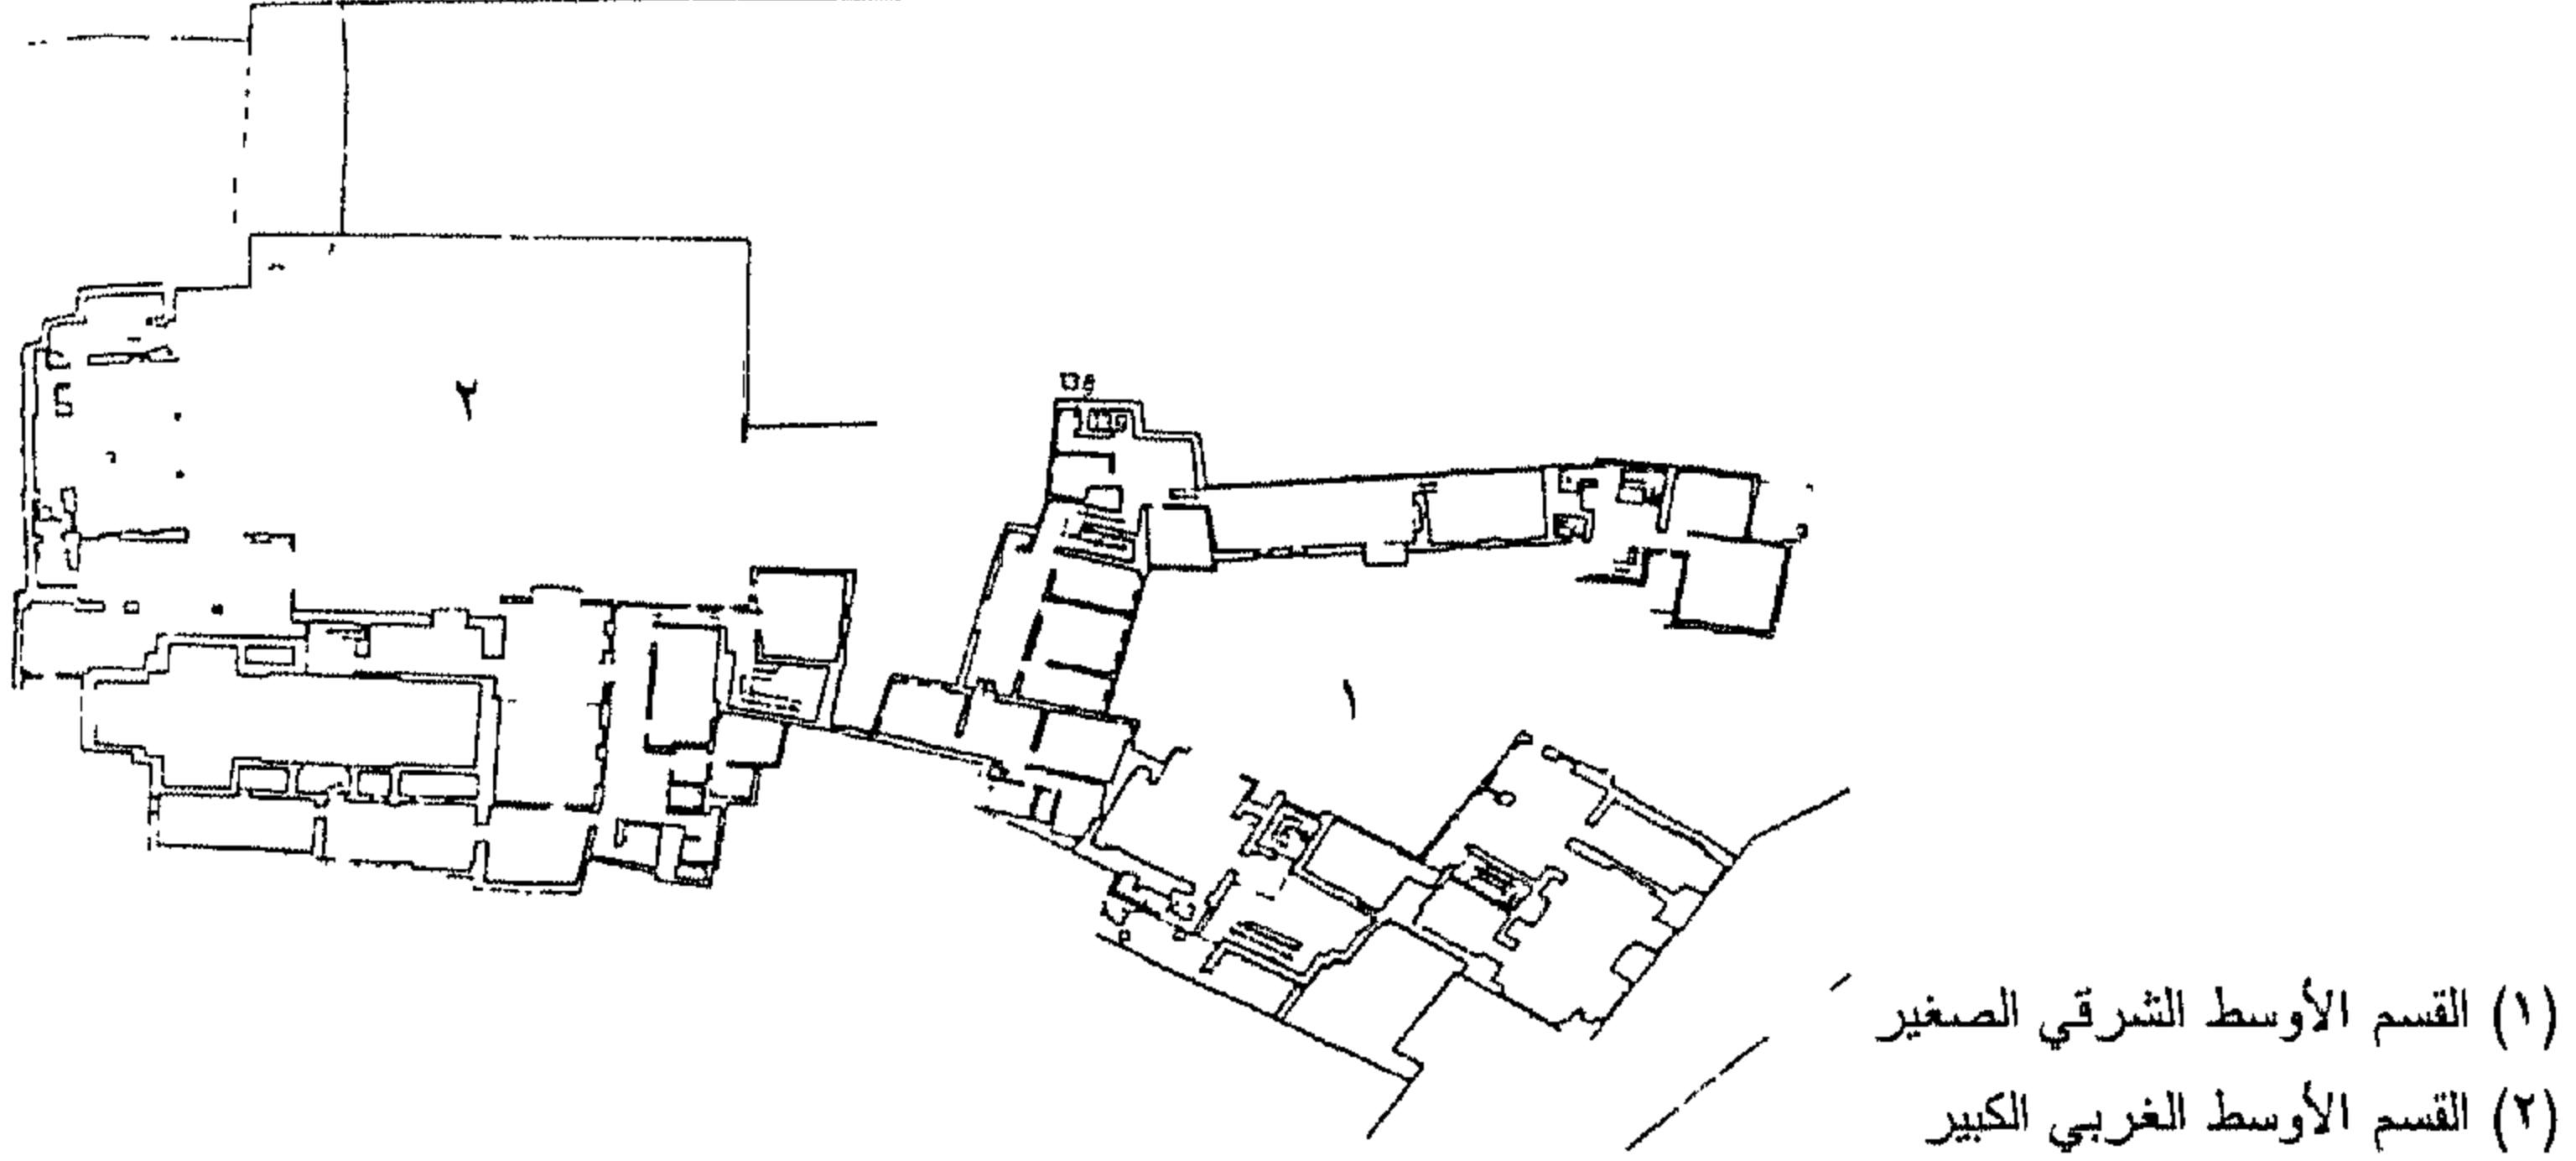 ٢
١
(١) القسم الأوسط الشرقي الصغير
(٢) القسم الأوسط الغربي الكبير